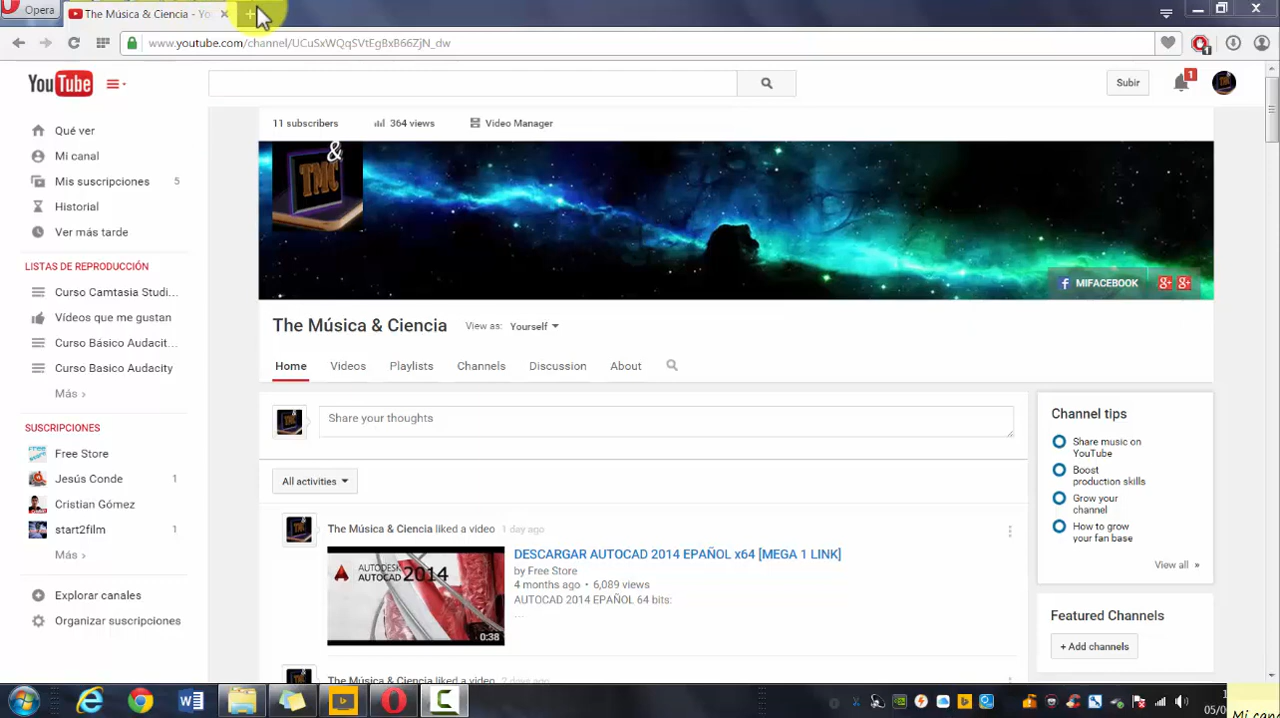 Opera
The Música & Ciencia - Yo
www.youtube.com/channel/UCuSxWQqSVtEgBxB66ZjN_dw
1
YouTube
Subir
1
Qué ver
Mi canal
Mis suscripciones 5
Historial
Ver más tarde
LISTAS DE REPRODUCCIÓN
Curso Camtasia Studi...
Vídeos que me gustan
Curso Básico Audacit...
Curso Basico Audacity
Más ›
SUSCRIPCIONES
Free Store
Jesús Conde 1
Cristian Gómez
start2film 1
Más ›
Explorar canales
Organizar suscripciones
11 subscribers 364 views Video Manager
& TMC
MIFACEBOOK
The Música & Ciencia View as: Yourself
Home Videos Playlists Channels Discussion About
Share your thoughts
All activities
The Música & Ciencia liked a video 1 day ago
AUTODESK
AUTOCAD 2014
0:38
DESCARGAR AUTOCAD 2014 EPAÑOL x64 [MEGA 1 LINK]
by Free Store
4 months ago • 6,089 views
AUTOCAD 2014 EPAÑOL 64 bits:
...
The Música & Ciencia liked a video
Channel tips
Share music on
YouTube
Boost
production skills
Grow your
channel
How to grow
your fan base
View all »
Featured Channels
+ Add channels